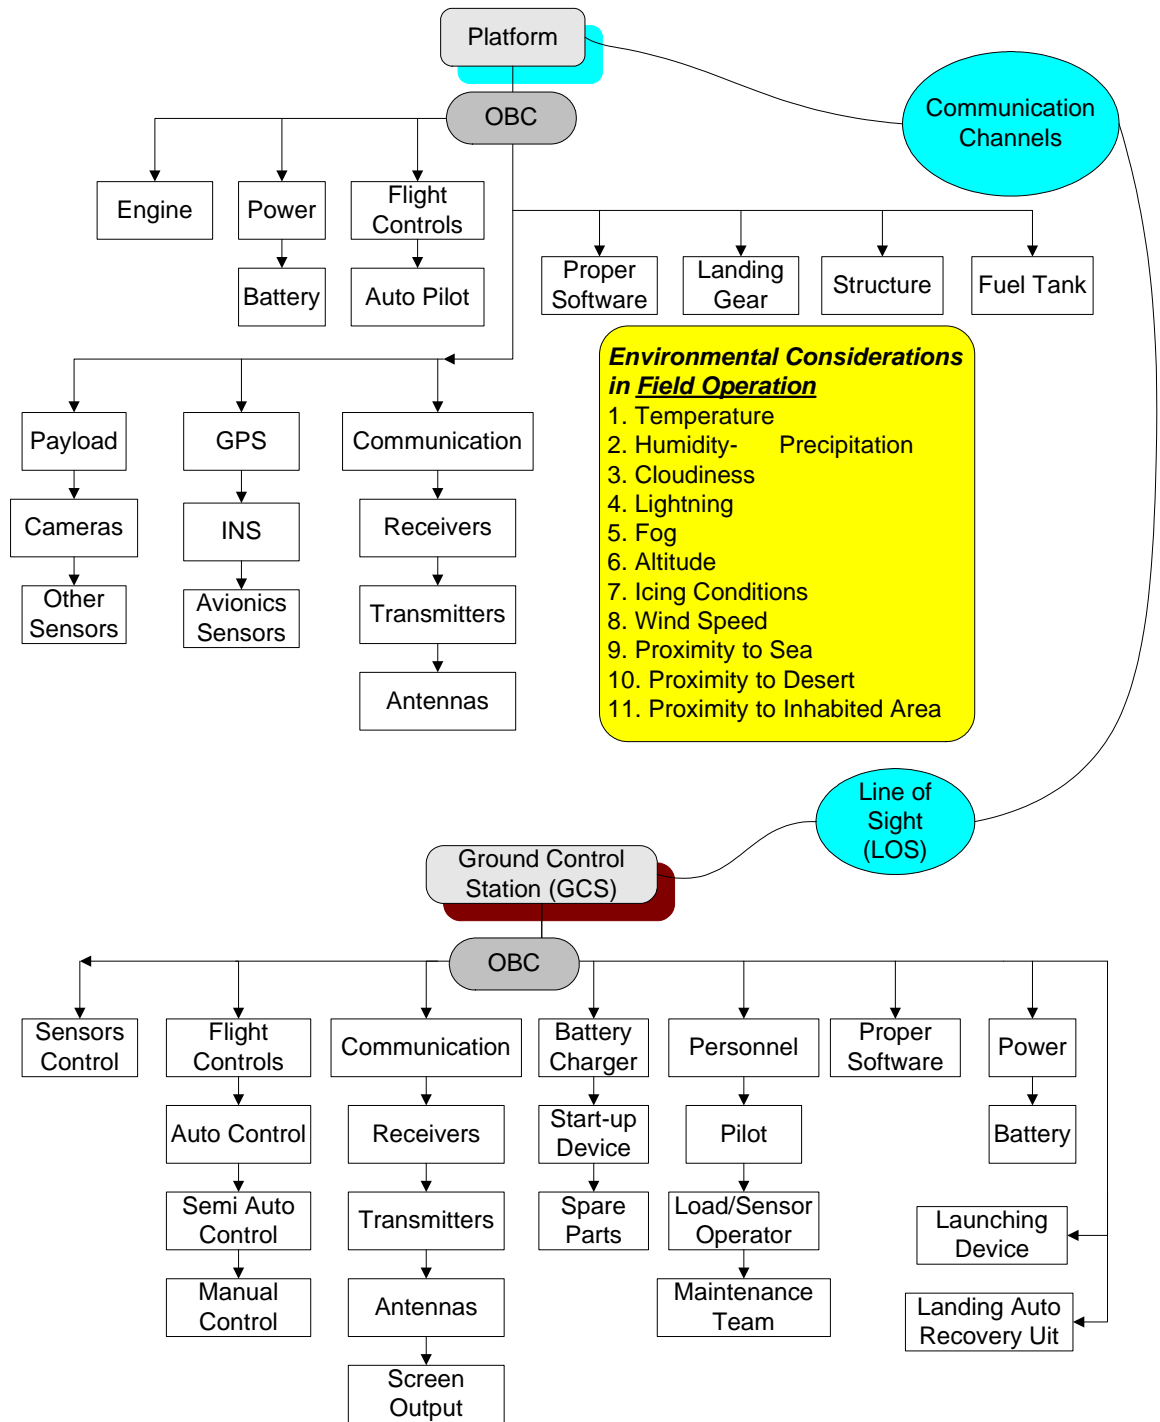 Platform
Communication
Channels
OBC
Engine
Power
Flight
Controls
Battery
Auto Pilot
Proper
Software
Landing
Gear
Structure
Fuel Tank
Environmental Considerations
in Field Operation
1. Temperature
2. Humidity- Precipitation
3. Cloudiness
4. Lightning
5. Fog
6. Altitude
7. Icing Conditions
8. Wind Speed
9. Proximity to Sea
10. Proximity to Desert
11. Proximity to Inhabited Area
Payload
GPS
Communication
Cameras
INS
Receivers
Other
Sensors
Avionics
Sensors
Transmitters
Antennas
Line of
Sight
(LOS)
Ground Control
Station (GCS)
OBC
Sensors
Control
Flight
Controls
Communication
Battery
Charger
Personnel
Proper
Software
Power
Auto Control
Receivers
Start-up
Device
Pilot
Battery
Semi Auto
Control
Transmitters
Spare
Parts
Load/Sensor
Operator
Launching
Device
Manual
Control
Antennas
Maintenance
Team
Landing Auto
Recovery Uit
Screen
Output